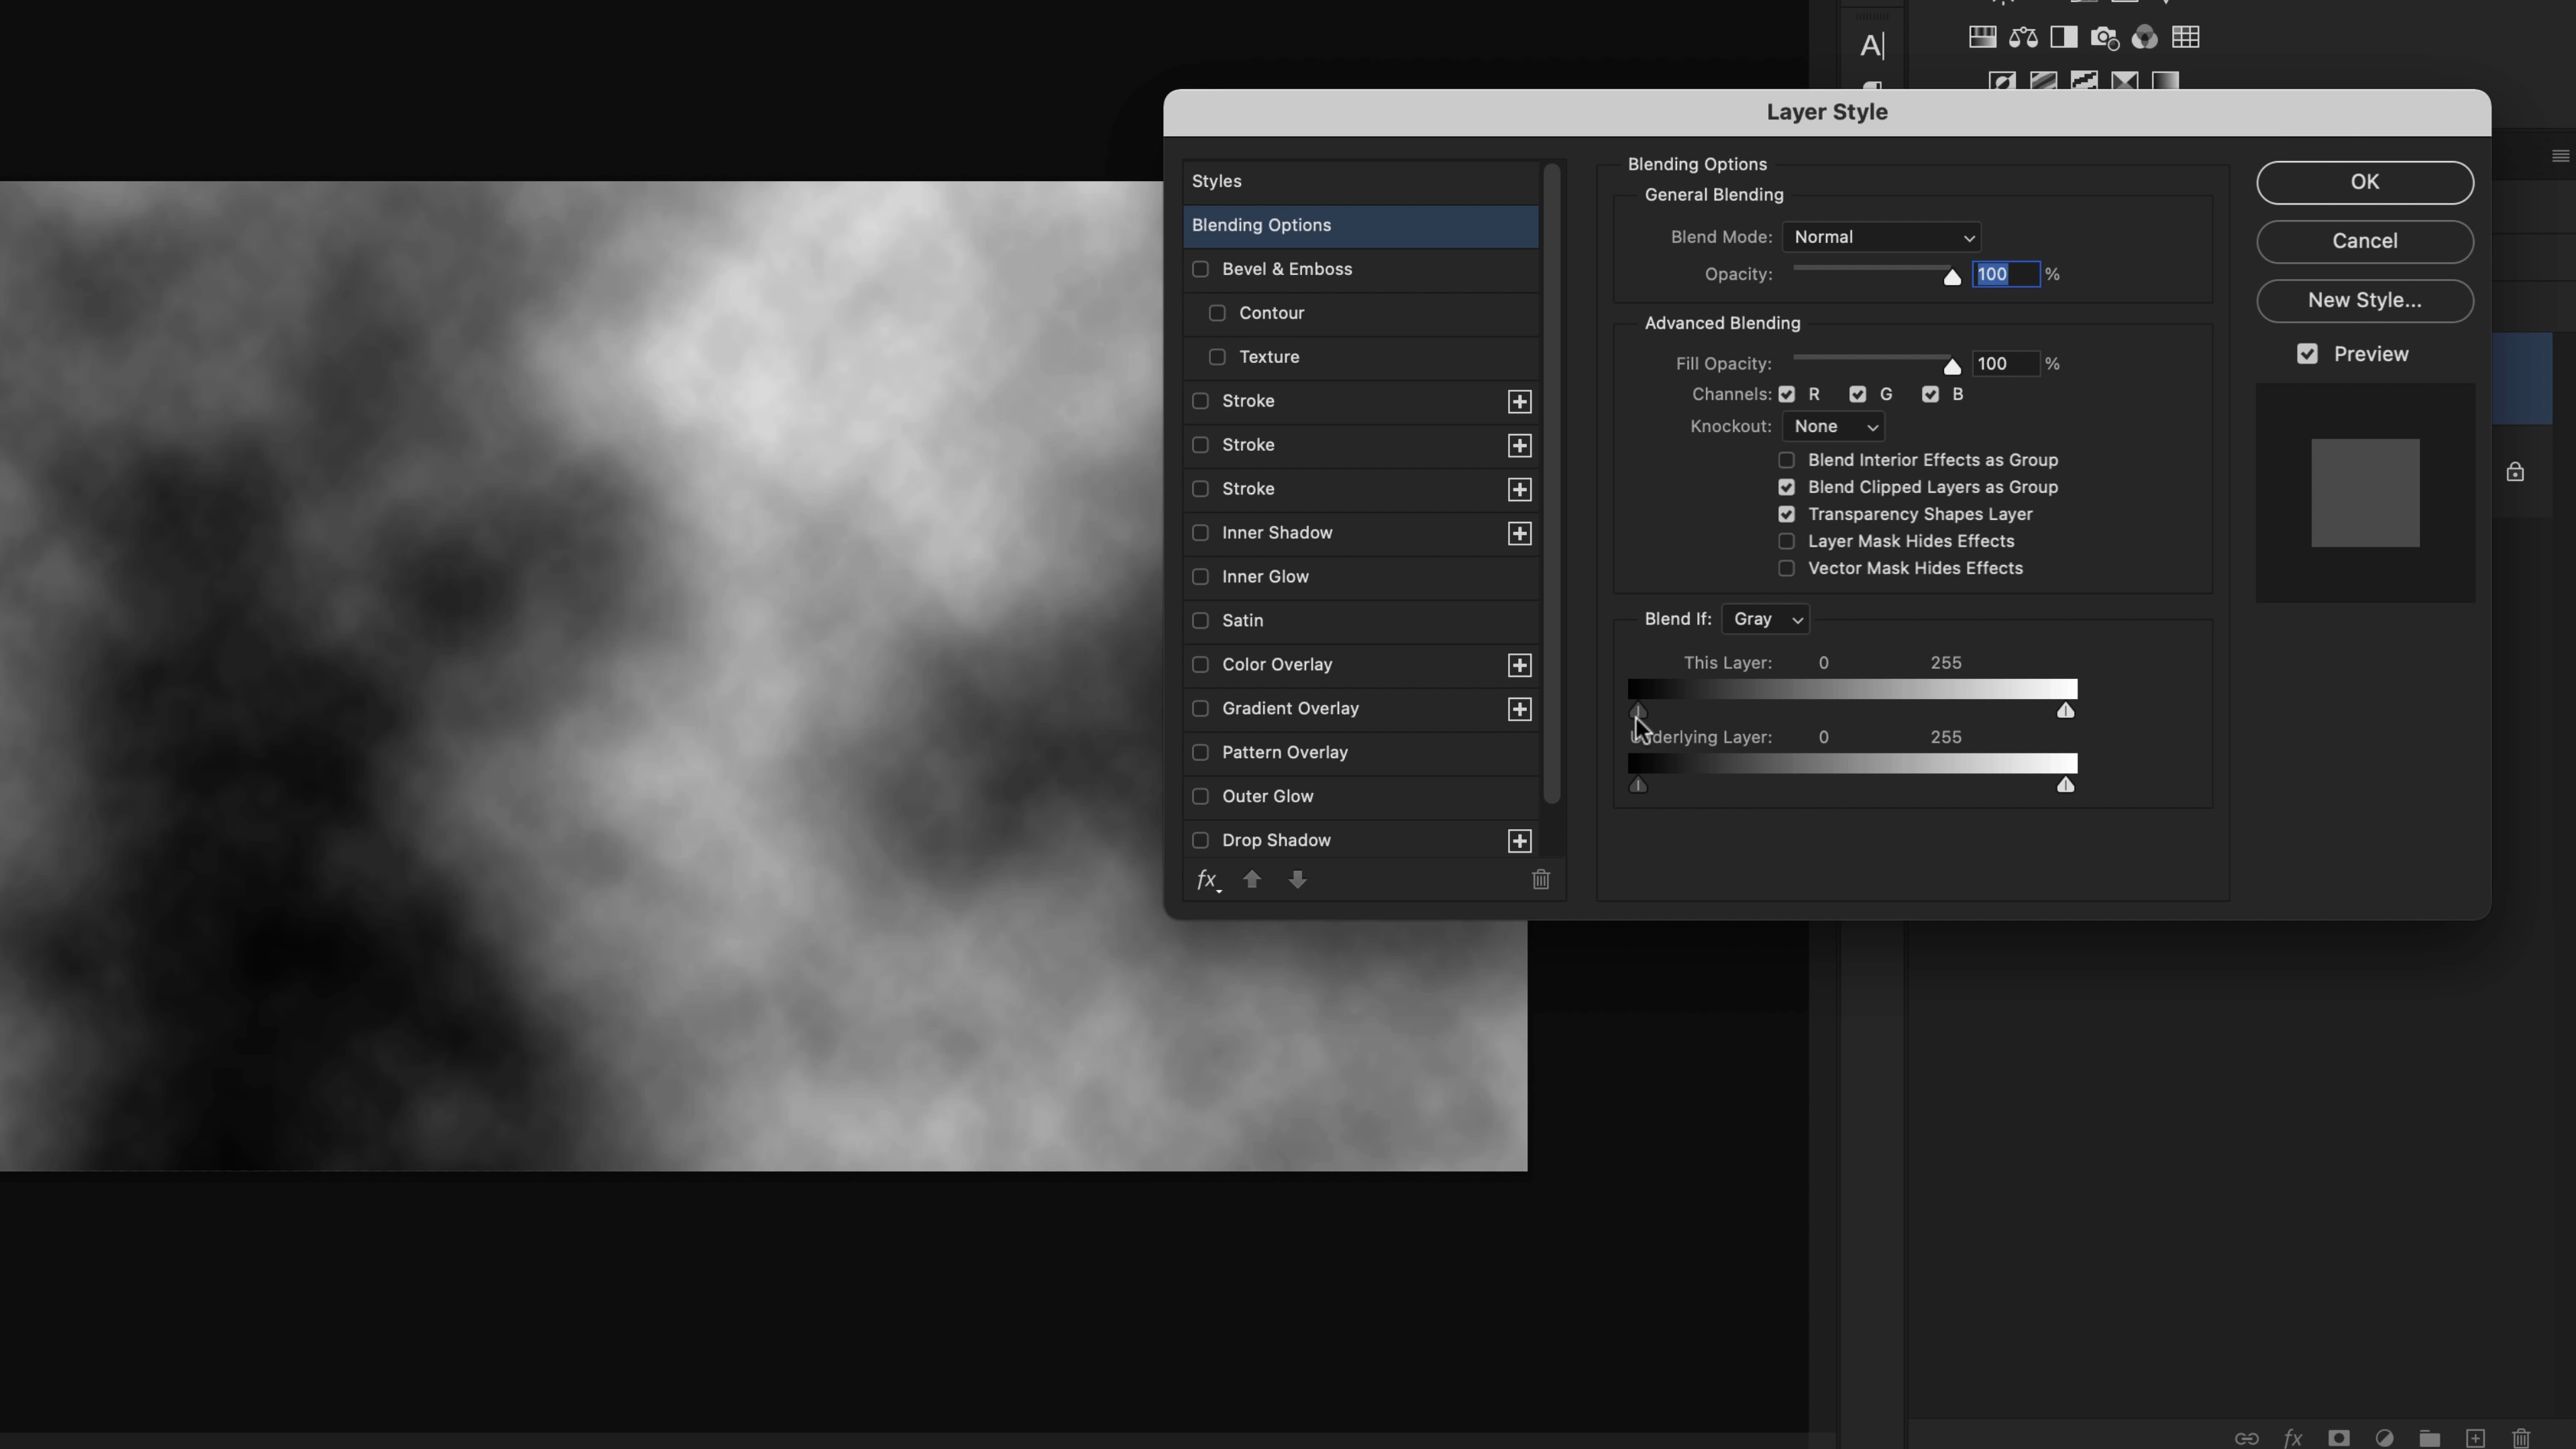 A|
Layer Style
Styles
Blending Options
Bevel & Emboss
Contour
Texture
Stroke
Stroke
Stroke
Inner Shadow
Inner Glow
Satin
Color Overlay
Gradient Overlay
Pattern Overlay
Outer Glow
Drop Shadow
fx
Blending Options
General Blending
Blend Mode: Normal
Opacity: 100 %
Advanced Blending
Fill Opacity: 100 %
Channels: R G B
Knockout: None
Blend Interior Effects as Group
Blend Clipped Layers as Group
Transparency Shapes Layer
Layer Mask Hides Effects
Vector Mask Hides Effects
Blend If: Gray
This Layer: 0 255
Underlying Layer: 0 255
OK
Cancel
New Style...
Preview
fx